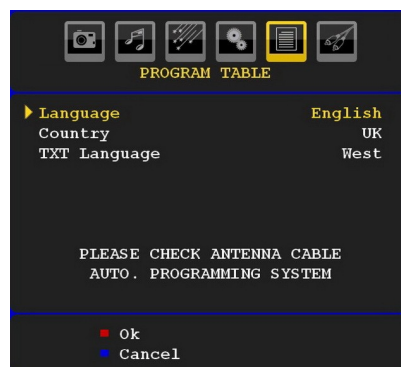 PROGRAM TABLE
Language English
Country UK
TXT Language West
PLEASE CHECK ANTENNA CABLE
AUTO. PROGRAMMING SYSTEM
Ok
Cancel